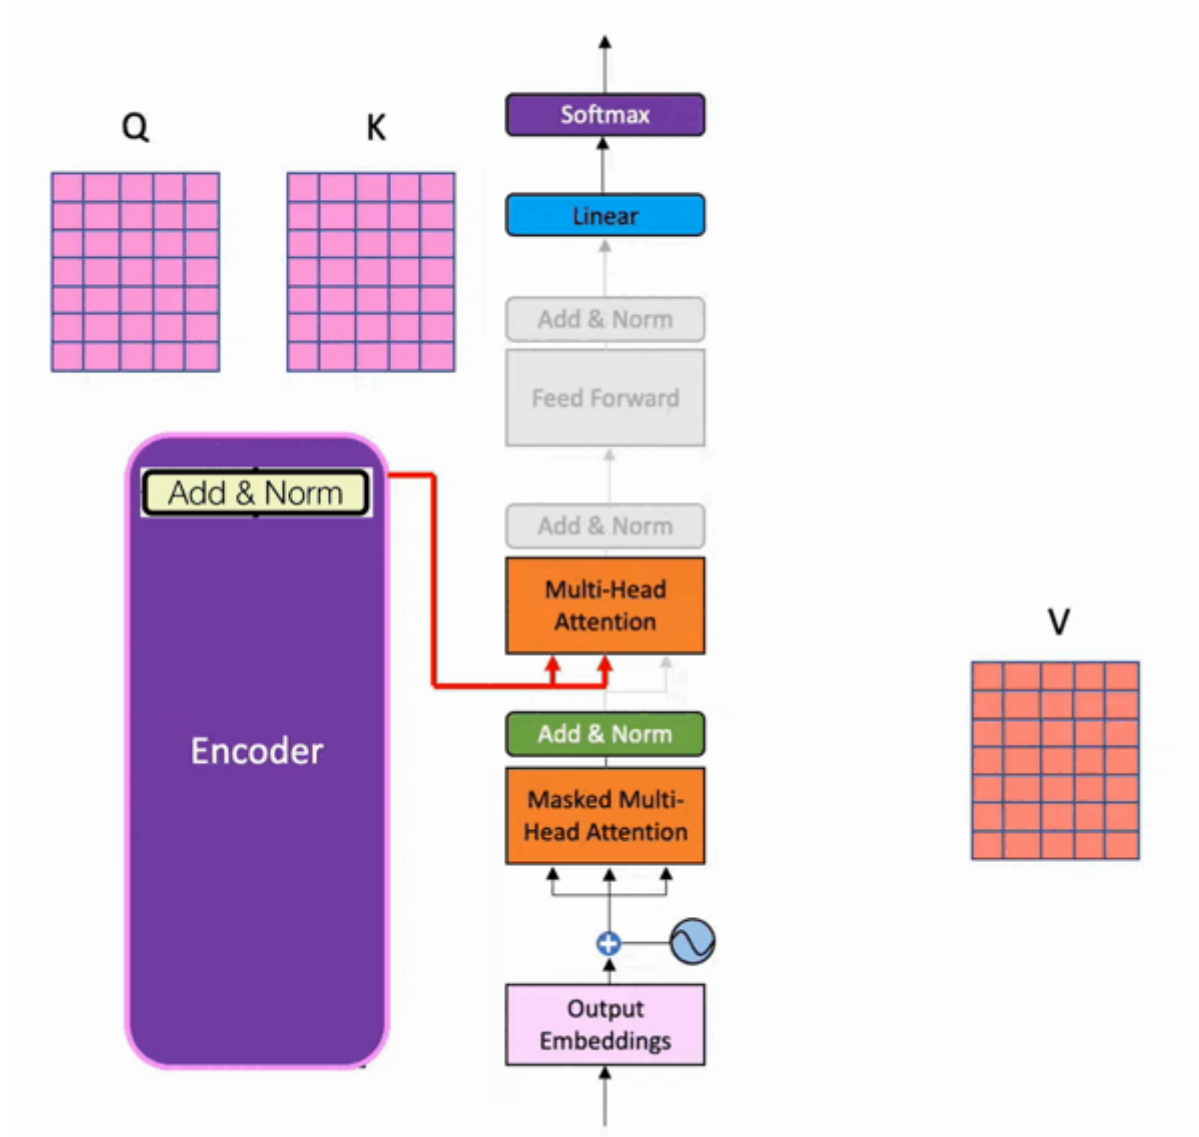 Q
K
Softmax
Linear
Add & Norm
Feed Forward
Add & Norm
Multi-Head
Attention
Add & Norm
Masked Multi-
Head Attention
Output
Embeddings
Add & Norm
Encoder
V